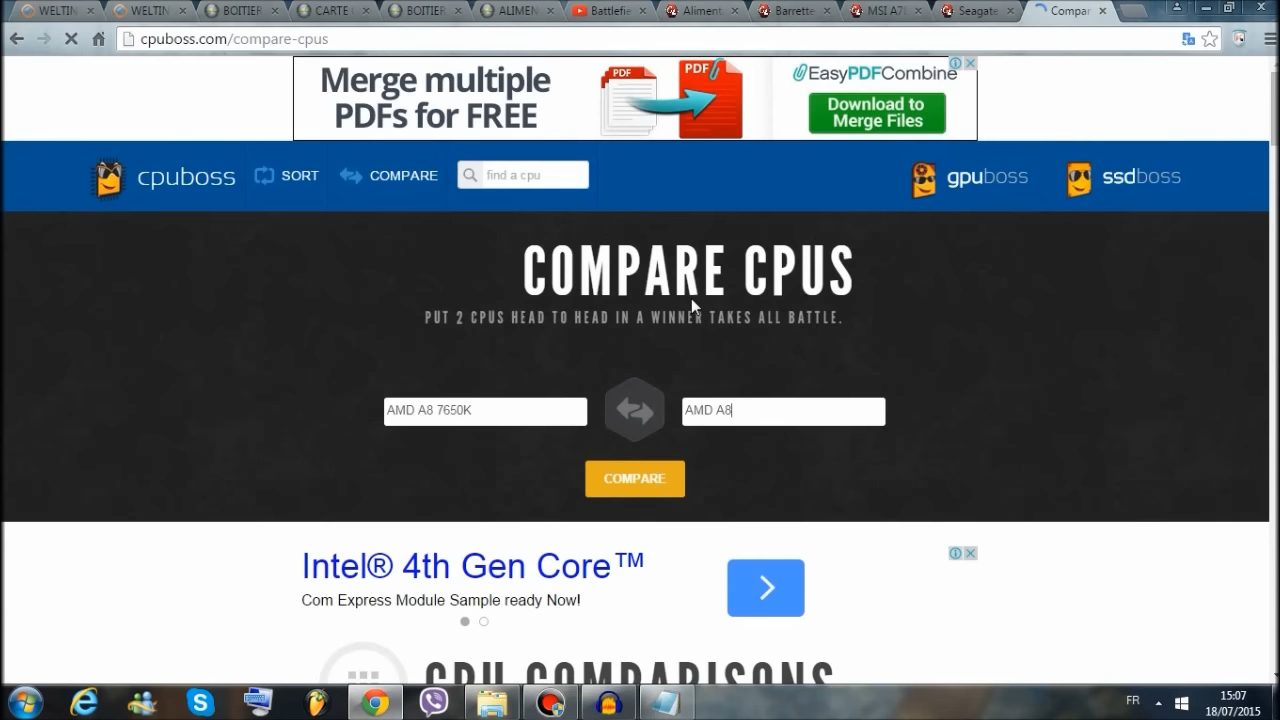 WELTIN
WELTIN
BOITIER
CARTE
BOITIER
ALIMEN
Battlefie
Aliment
Barrette
MSI A7
Seagate
Compar
cpuboss.com/compare-cpus
Merge multiple
PDFs for FREE
PDF
PDF
EasyPDFCombine
Download to
Merge Files
cpuboss
SORT
COMPARE
find a cpu
gpuboss
ssdboss
COMPARE CPUS
PUT 2 CPUS HEAD TO HEAD IN A WINNER TAKES ALL BATTLE.
AMD A8 7650K
AMD A8
COMPARE
Intel® 4th Gen Core™
Com Express Module Sample ready Now!
CPU COMPARISONS
FR
15:07
18/07/2015